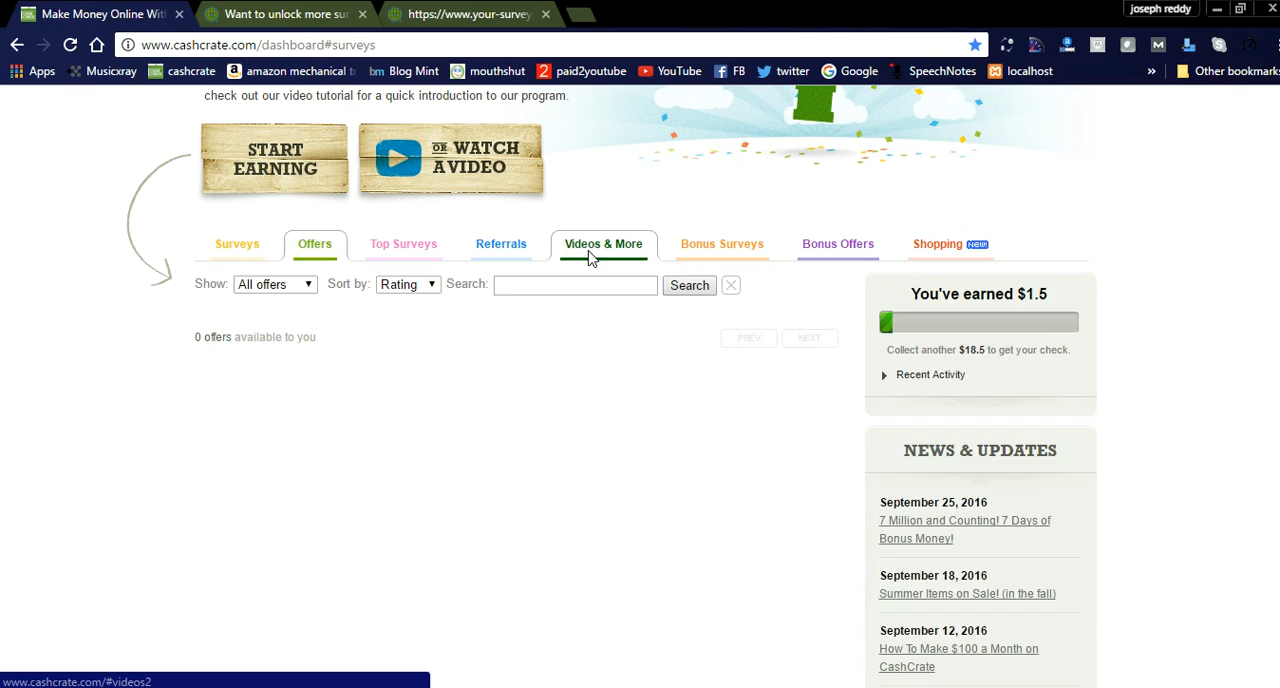 Make Money Online With
Want to unlock more sur
https://www.your-survey
joseph reddy
www.cashcrate.com/dashboard#surveys
Apps
Musicxray
cashcrate
amazon mechanical t
bm Blog Mint
mouthshut
2 paid2youtube
YouTube
FB
twitter
Google
SpeechNotes
localhost
»
Other bookmarks
check out our video tutorial for a quick introduction to our program.
START
EARNING
OR WATCH
A VIDEO
Surveys
Offers
Top Surveys
Referrals
Videos & More
Bonus Surveys
Bonus Offers
Shopping NEW
Show: All offers
Sort by: Rating
Search:
Search
0 offers available to you
PREV
NEXT
You've earned $1.5
Collect another $18.5 to get your check.
Recent Activity
NEWS & UPDATES
September 25, 2016
7 Million and Counting! 7 Days of
Bonus Money!
September 18, 2016
Summer Items on Sale! (in the fall)
September 12, 2016
How To Make $100 a Month on
CashCrate
www.cashcrate.com/#videos2